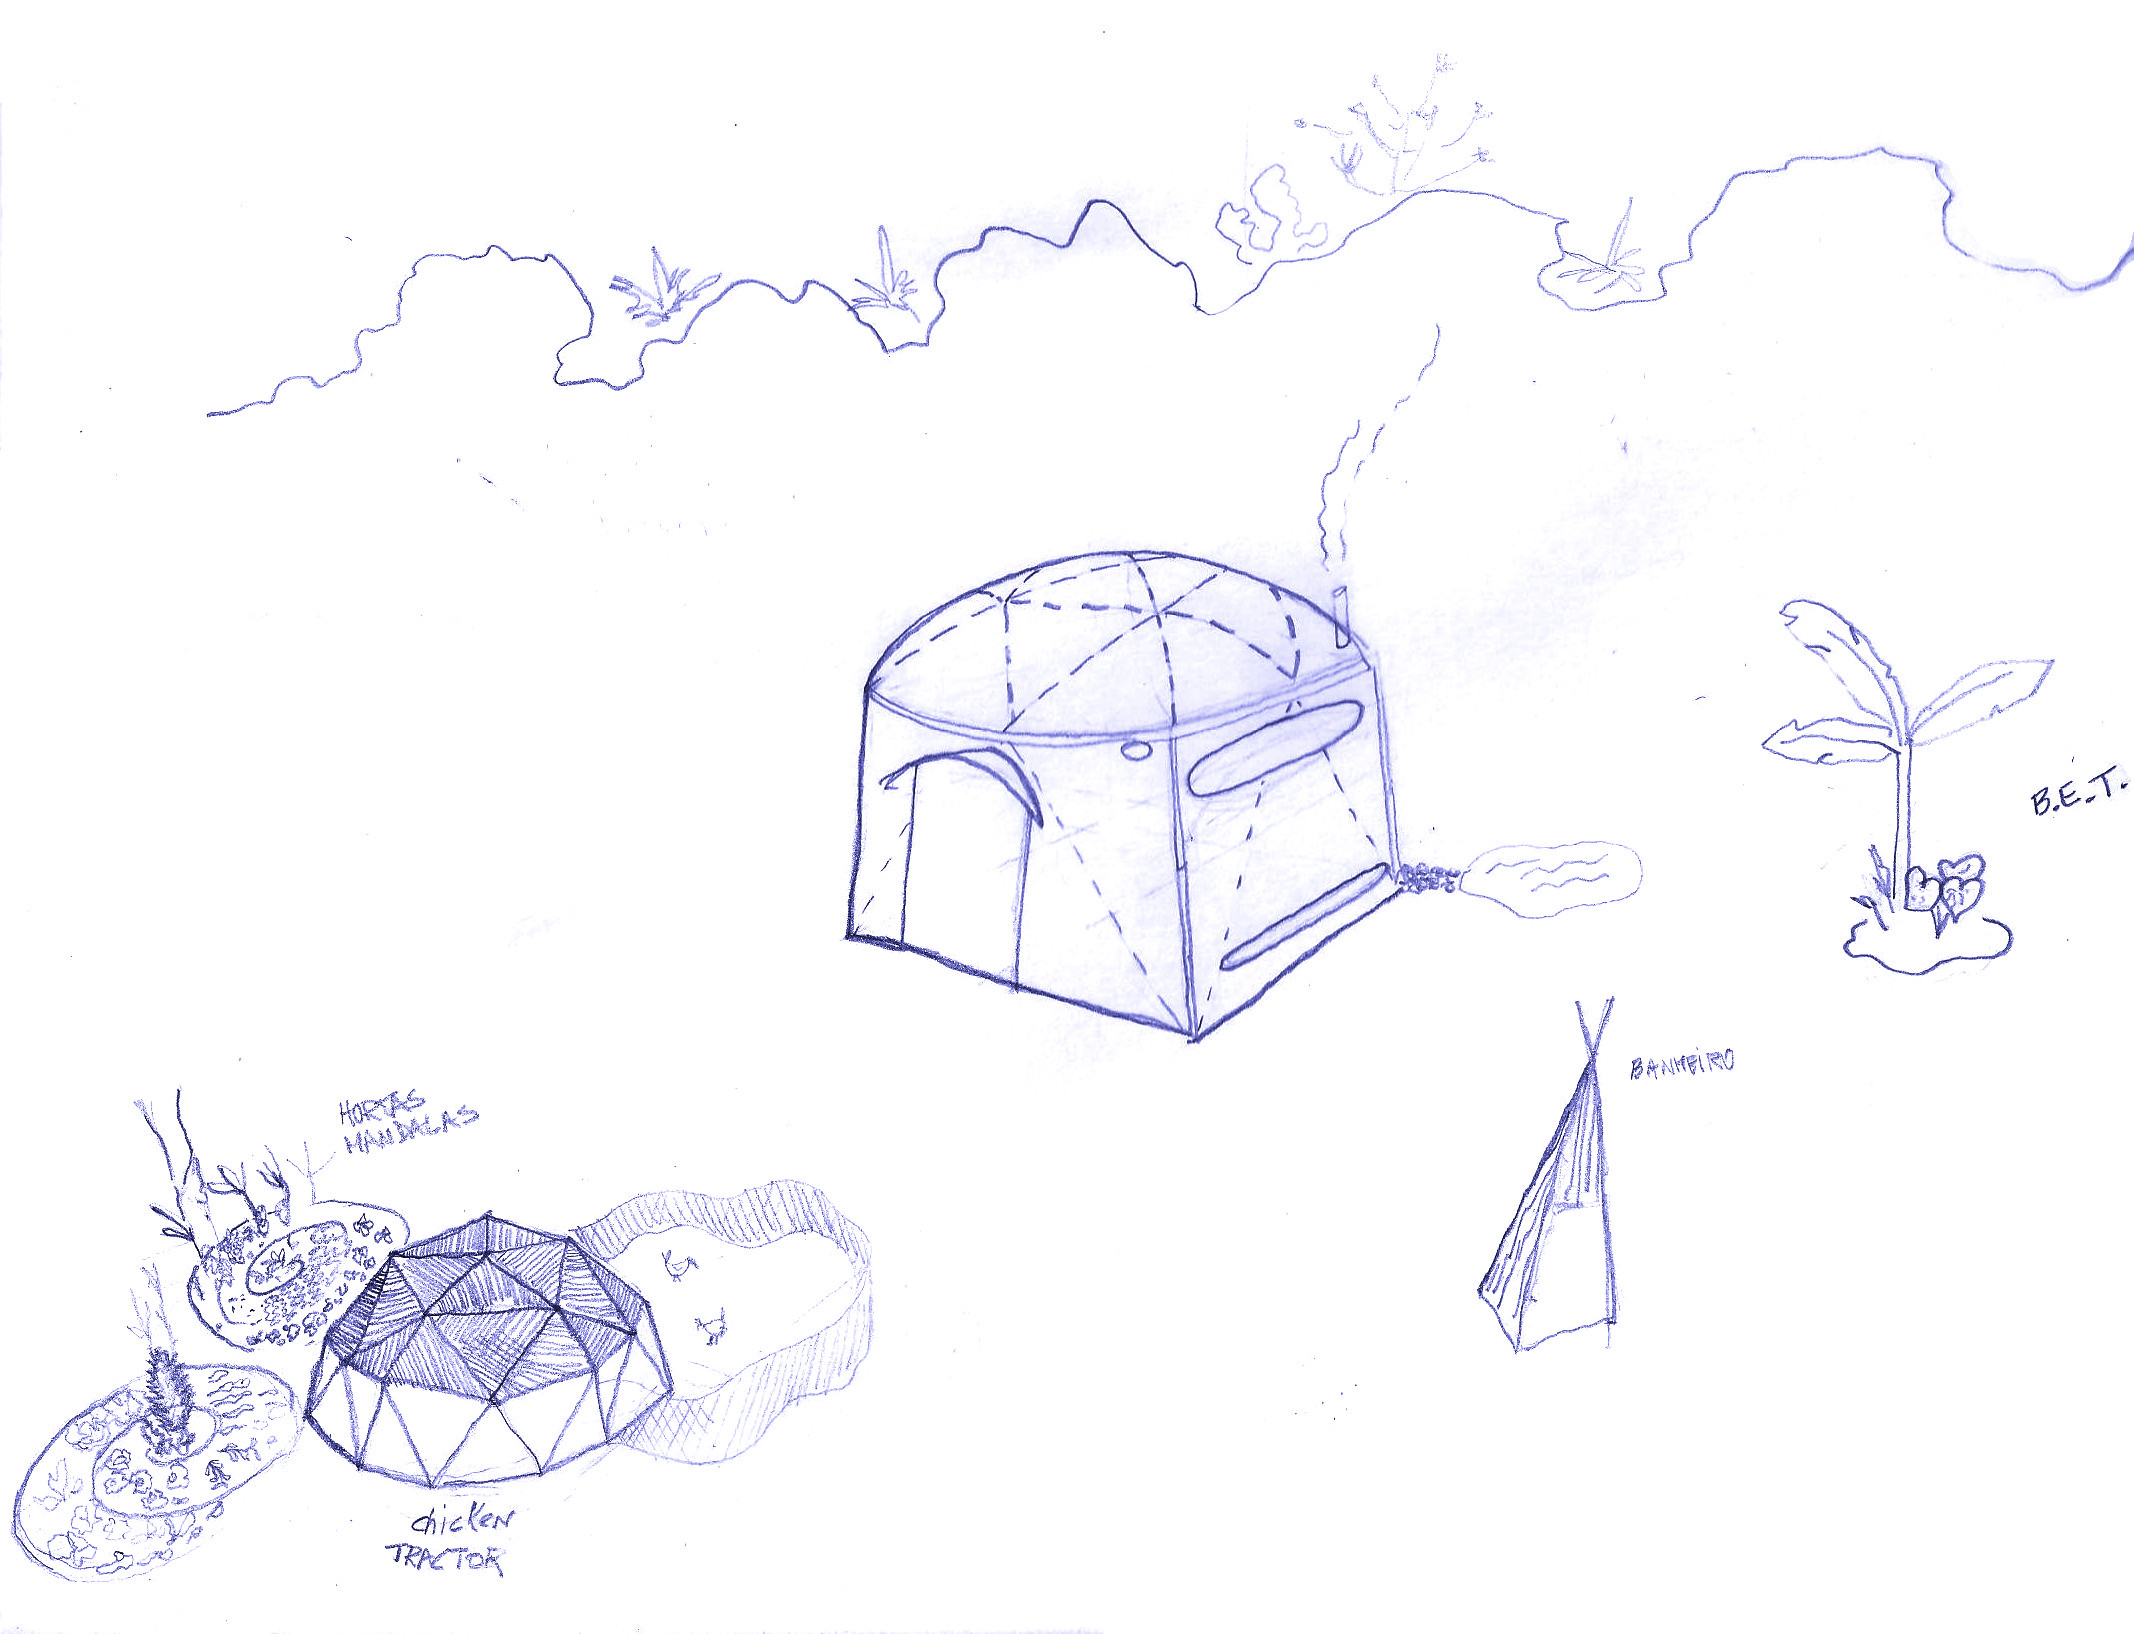 B.E.T.
BANHEIRO
HORTAS
MANDALAS
chicken
TRACTOR